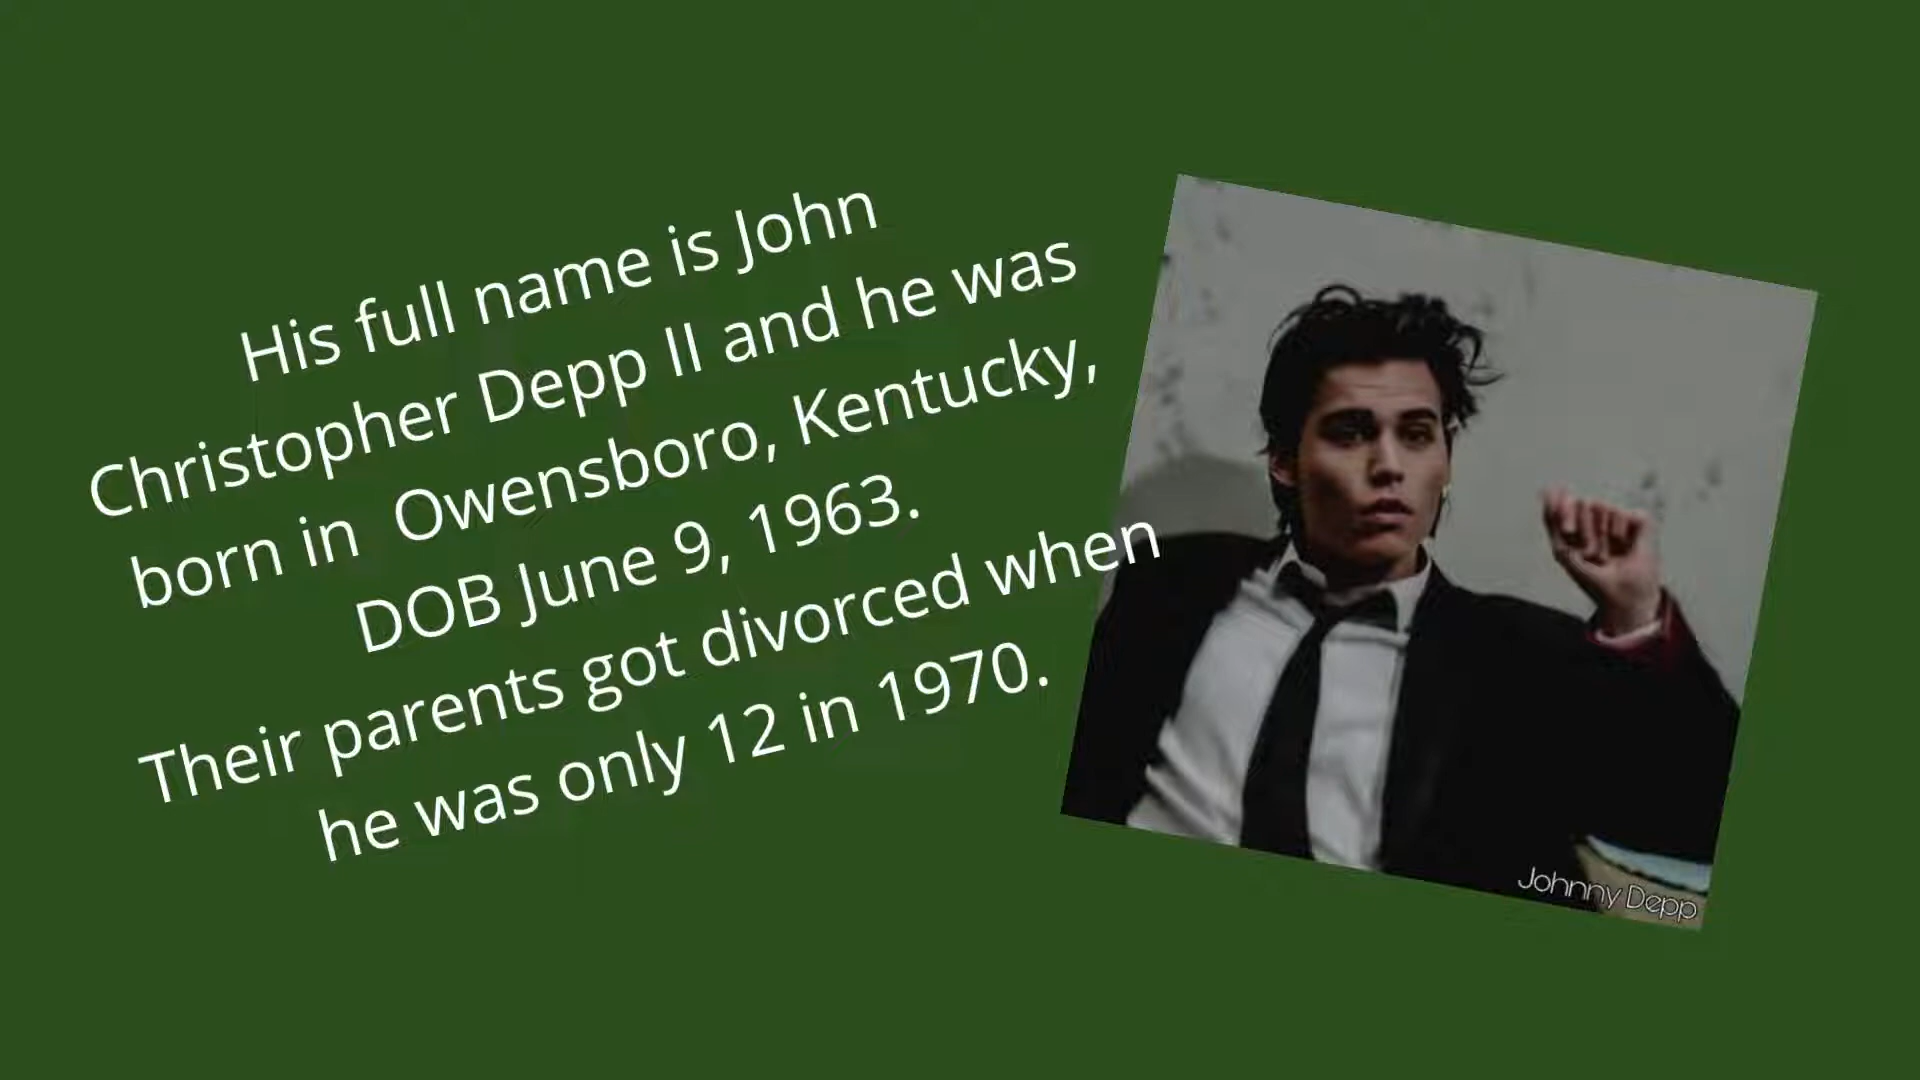 His full name is John
Christopher Depp II and he was
born in Owensboro, Kentucky,
DOB June 9, 1963.
Their parents got divorced when
he was only 12 in 1970.
Johnny Depp